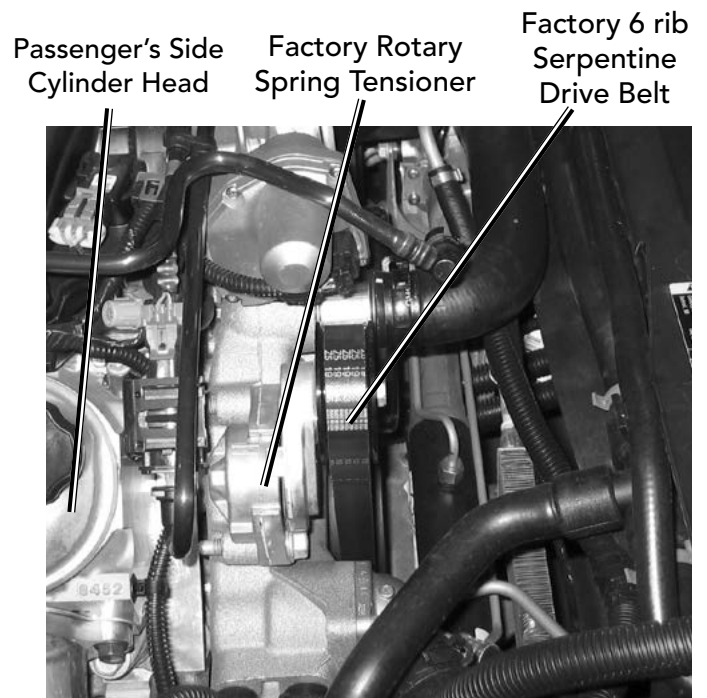 Passenger's Side
Cylinder Head
Factory Rotary
Spring Tensioner
Factory 6 rib
Serpentine
Drive Belt
8452